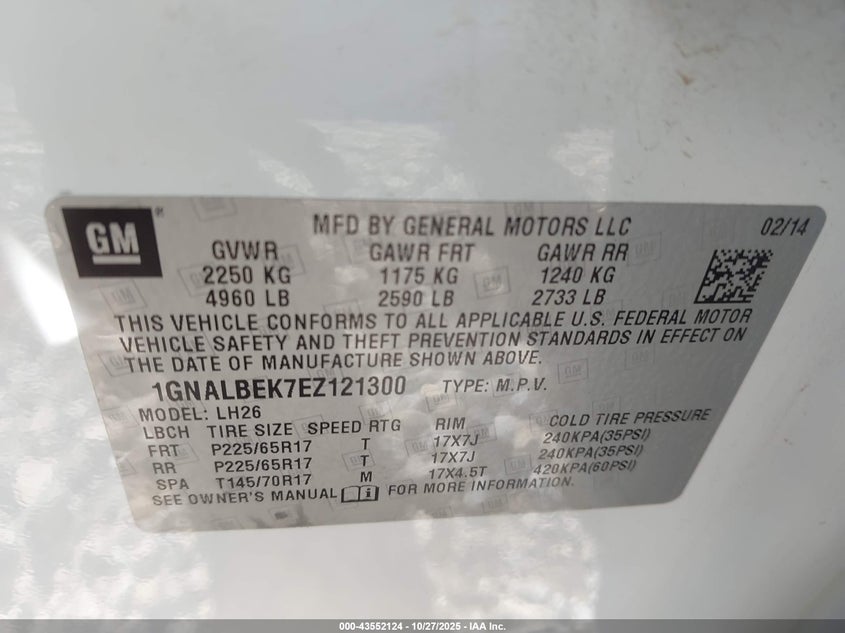 GM® MFD BY GENERAL MOTORS LLC 02/14
GVWR GAWR FRT GAWR RR
2250 KG 1175 KG 1240 KG
4960 LB 2590 LB 2733 LB
THIS VEHICLE CONFORMS TO ALL APPLICABLE U.S. FEDERAL MOTOR
VEHICLE SAFETY AND THEFT PREVENTION STANDARDS IN EFFECT ON
THE DATE OF MANUFACTURE SHOWN ABOVE.
1GNALBEK7EZ121300 TYPE: M.P.V.
MODEL: LH26
LBCH TIRE SIZE SPEED RTG RIM COLD TIRE PRESSURE
FRT P225/65R17 T 17X7J 240KPA(35PSI)
RR P225/65R17 T 17X7J 240KPA(35PSI)
SPA T145/70R17 M 17X4.5T 420KPA(60PSI)
SEE OWNER'S MANUAL FOR MORE INFORMATION.
000-43552124 - 10/27/2025 - IAA Inc.